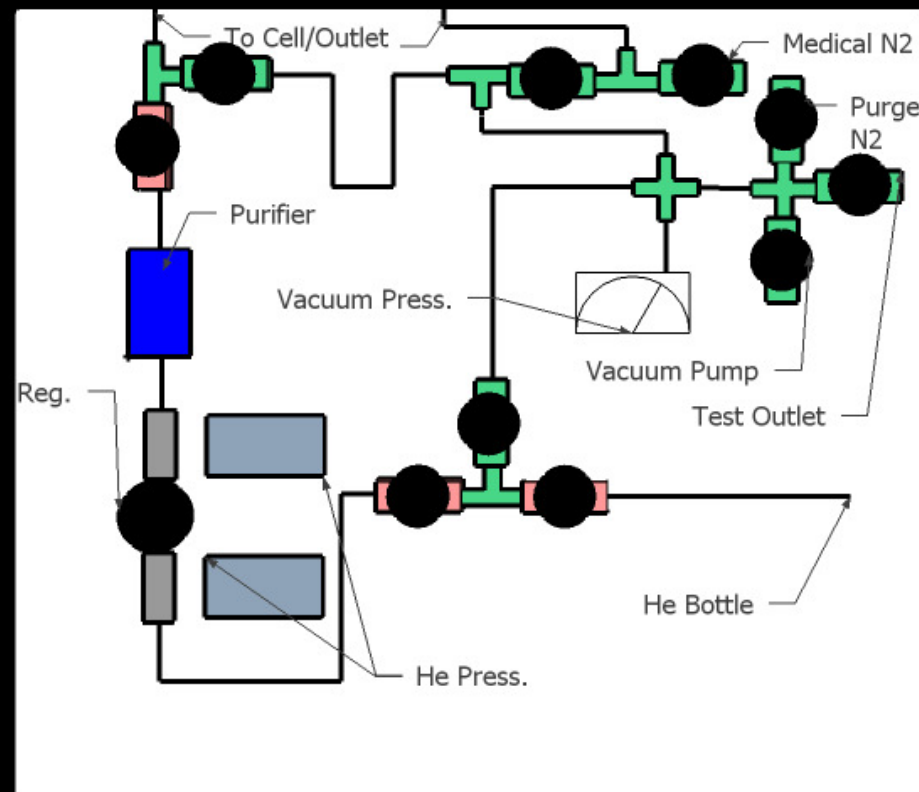 To Cell/Outlet
Medical N2
Purge
N2
Purifier
Vacuum Press.
Vacuum Pump
Reg.
Test Outlet
He Bottle
He Press.